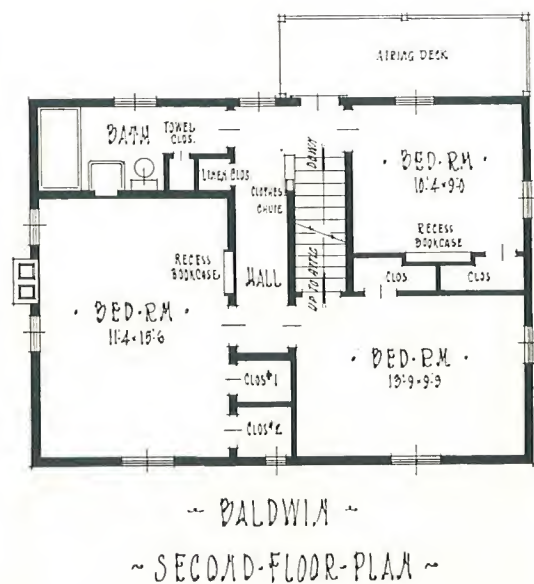 AIRING DECK
BATH
TOWEL
CLOS.
LINEN CLOS.
CLOTHES
CHUTE
DOWN
UP TO ATTIC
· BED-RM ·
10'-4×9'-0
RECESS
BOOKCASE
CLOS
CLOS.
RECESS
BOOKCASE
HALL
· BED-RM ·
11'-4×15'-6
· BED-RM ·
13'-9×9'-9
CLOS#1
CLOS#2
~ BALDWIN ~
~ SECOND-FLOOR-PLAN ~